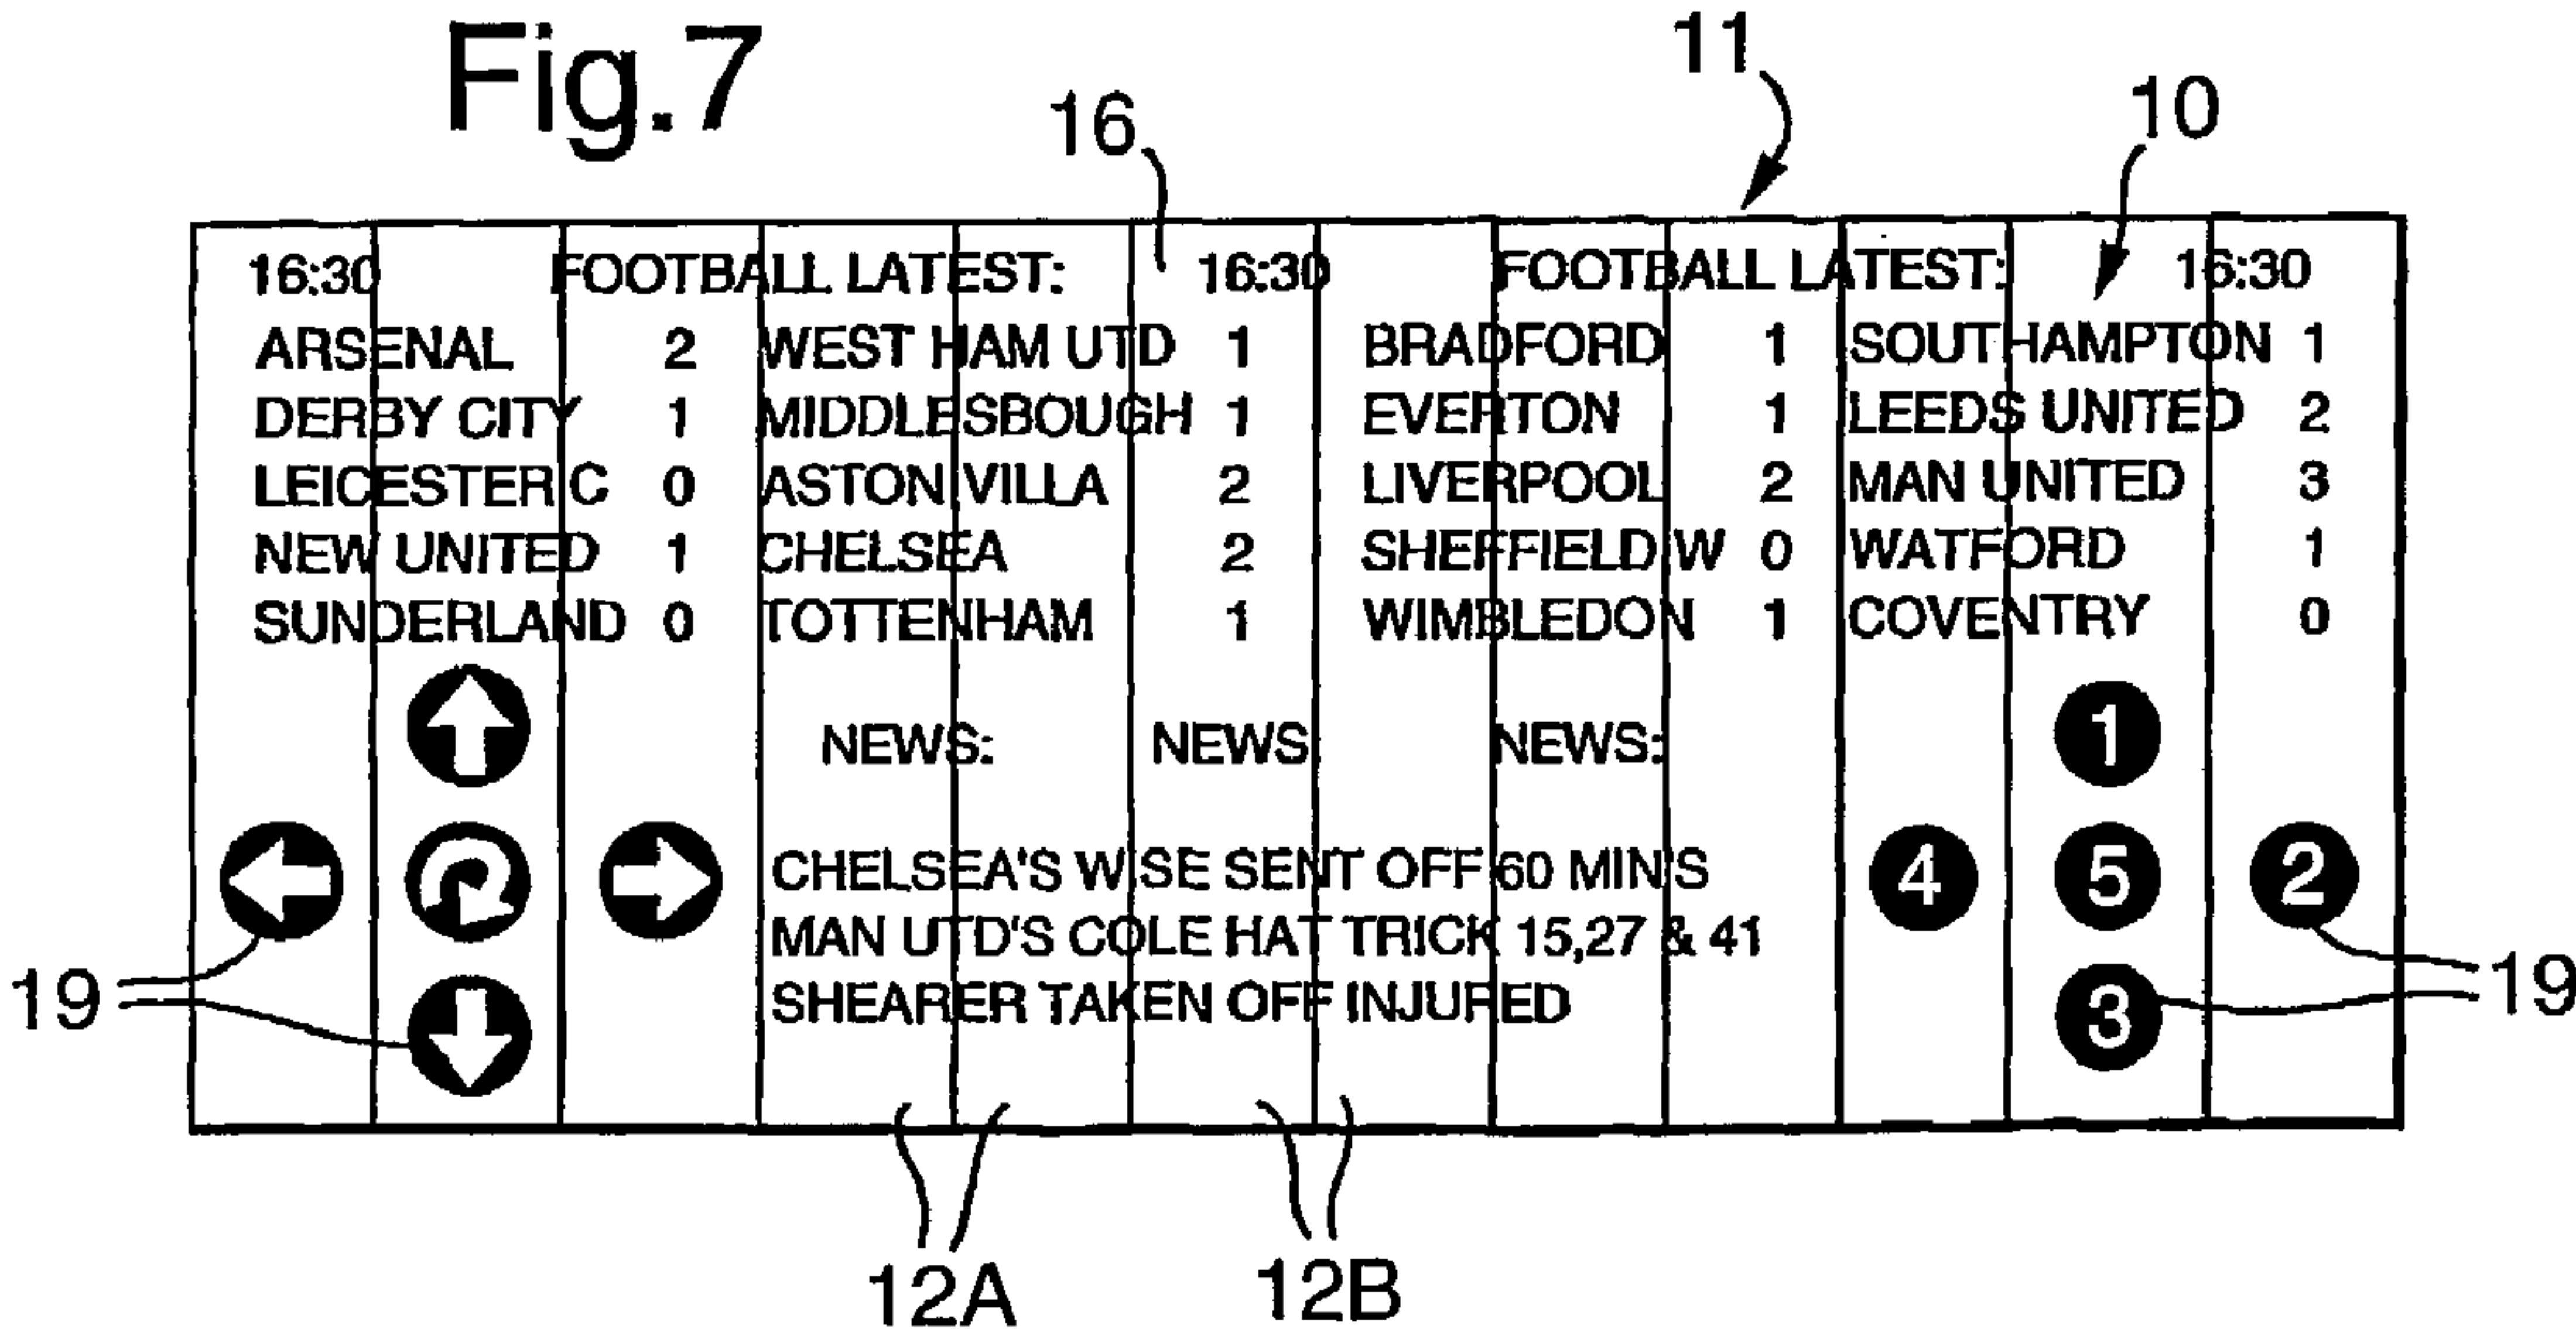 Fig.7
11
16
10
16:30 FOOTBALL LATEST: 16:30 FOOTBALL LATEST: 16:30
ARSENAL 2 WEST HAM UTD 1 BRADFORD 1 SOUTHAMPTON 1
DERBY CITY 1 MIDDLESBOUGH 1 EVERTON 1 LEEDS UNITED 2
LEICESTER C 0 ASTON VILLA 2 LIVERPOOL 2 MAN UNITED 3
NEW UNITED 1 CHELSEA 2 SHEFFIELD W 0 WATFORD 1
SUNDERLAND 0 TOTTENHAM 1 WIMBLEDON 1 COVENTRY 0
NEWS: NEWS NEWS: 1
CHELSEA'S WISE SENT OFF 60 MIN'S 4 5 2
MAN UTD'S COLE HAT TRICK 15,27 & 41
19 SHEARER TAKEN OFF INJURED 3 19
12A 12B